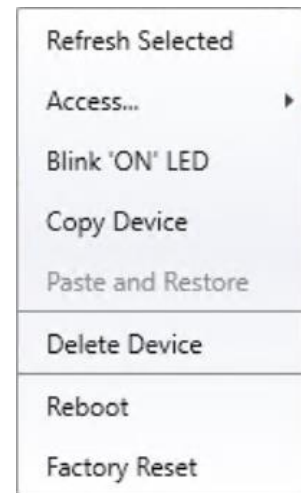 Refresh Selected
Access...
Blink 'ON' LED
Copy Device
Paste and Restore
Delete Device
Reboot
Factory Reset